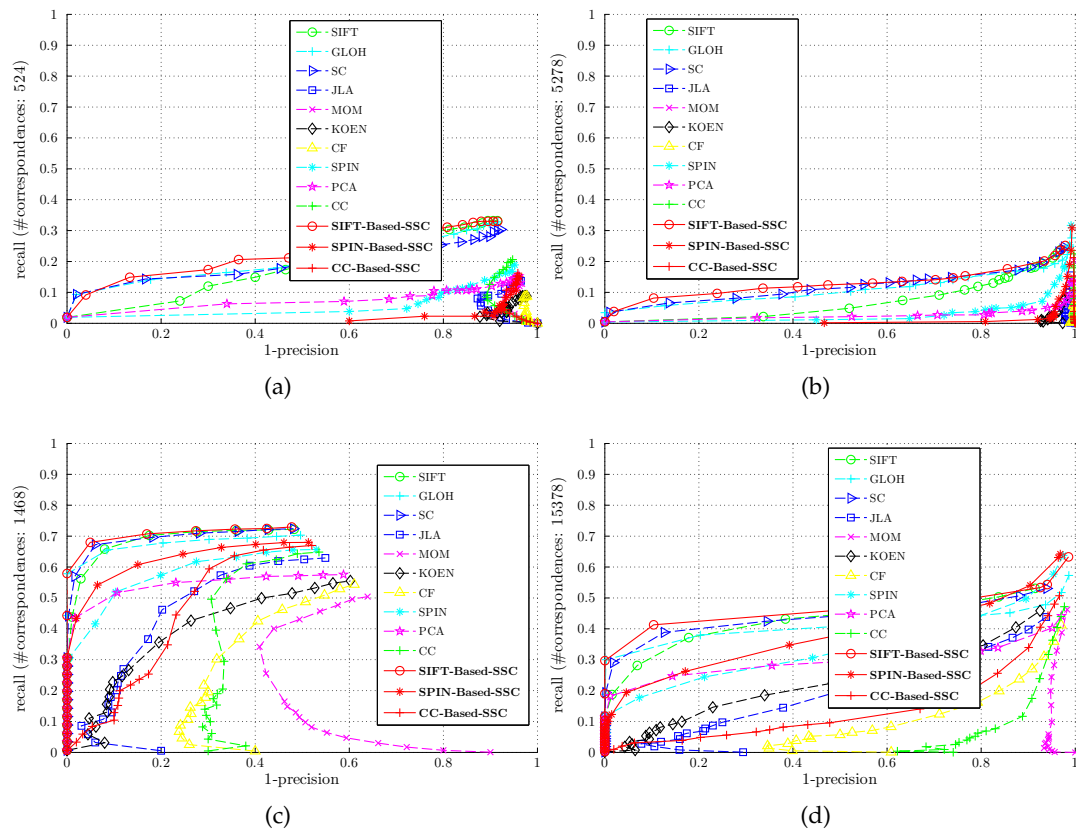 1
0.9
0.8
0.7
0.6
0.5
0.4
0.3
0.2
0.1
0
recall (#correspondences: 524)
0
0.2
0.4
0.6
0.8
1
1-precision
SIFT
GLOH
SC
JLA
MOM
KOEN
CF
SPIN
PCA
CC
SIFT-Based-SSC
SPIN-Based-SSC
CC-Based-SSC
(a)
1
0.9
0.8
0.7
0.6
0.5
0.4
0.3
0.2
0.1
0
recall (#correspondences: 5278)
0
0.2
0.4
0.6
0.8
1
1-precision
SIFT
GLOH
SC
JLA
MOM
KOEN
CF
SPIN
PCA
CC
SIFT-Based-SSC
SPIN-Based-SSC
CC-Based-SSC
(b)
1
0.9
0.8
0.7
0.6
0.5
0.4
0.3
0.2
0.1
0
recall (#correspondences: 1468)
0
0.2
0.4
0.6
0.8
1
1-precision
SIFT
GLOH
SC
JLA
MOM
KOEN
CF
SPIN
PCA
CC
SIFT-Based-SSC
SPIN-Based-SSC
CC-Based-SSC
(c)
1
0.9
0.8
0.7
0.6
0.5
0.4
0.3
0.2
0.1
0
recall (#correspondences: 15378)
0
0.2
0.4
0.6
0.8
1
1-precision
SIFT
GLOH
SC
JLA
MOM
KOEN
CF
SPIN
PCA
CC
SIFT-Based-SSC
SPIN-Based-SSC
CC-Based-SSC
(d)